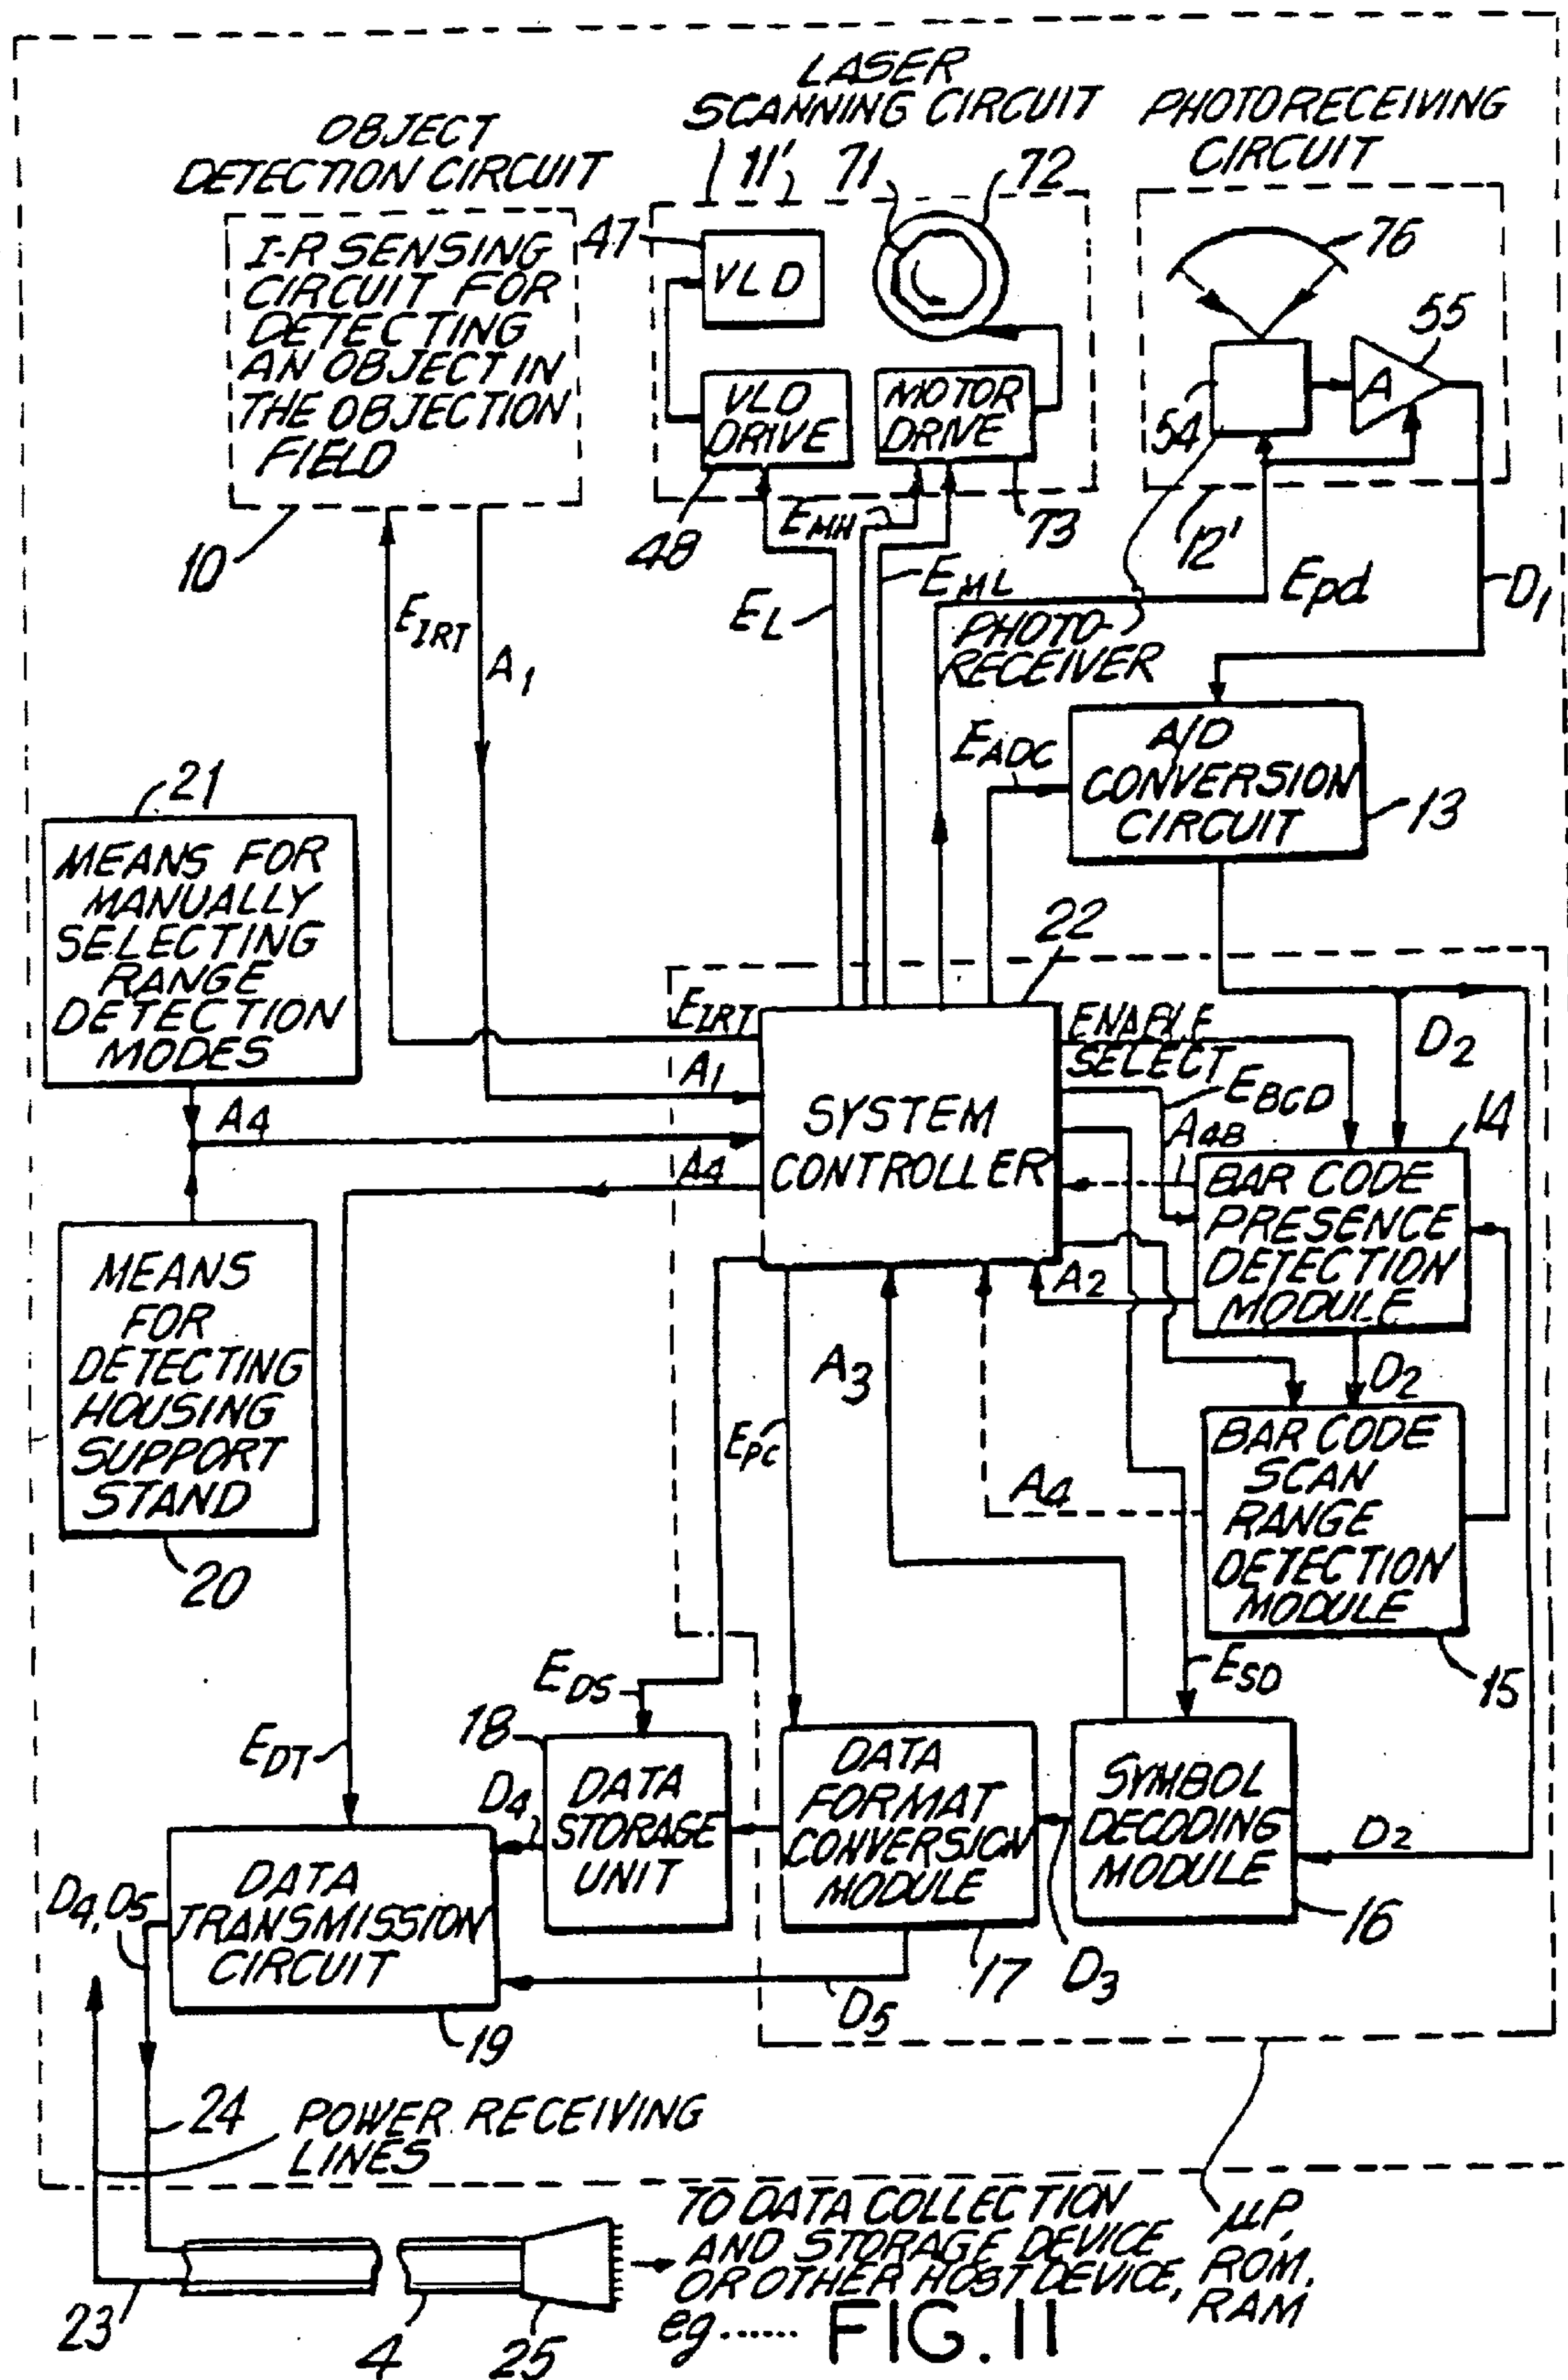 LASER
SCANNING CIRCUIT
OBJECT
DETECTION CIRCUIT
PHOTORECEIVING
CIRCUIT
11'
71
72
I-R SENSING
CIRCUIT FOR
DETECTING
AN OBJECT IN
THE OBJECTION
FIELD
47
VLD
VLD
DRIVE
MOTOR
DRIVE
76
55
A
54
10
48
EMH
73
12'
EIRT
A1
EL
EML
Epd
D1
PHOTO-
RECEIVER
EADC
A/D
CONVERSION
CIRCUIT
13
21
MEANS FOR
MANUALLY
SELECTING
RANGE
DETECTION
MODES
22
EIRT
A1
A4
A4
SYSTEM
CONTROLLER
ENABLE
SELECT
EBCD
A4B
D2
14
BAR CODE
PRESENCE
DETECTION
MODULE
A2
MEANS
FOR
DETECTING
HOUSING
SUPPORT
STAND
20
A3
EPC
D2
BAR CODE
SCAN
RANGE
DETECTION
MODULE
A4
15
EDS
ESD
EDT
18
D4
DATA
STORAGE
UNIT
DATA
FORMAT
CONVERSION
MODULE
SYMBOL
DECODING
MODULE
D2
16
D4, D5
DATA
TRANSMISSION
CIRCUIT
17
D3
D5
19
24
POWER RECEIVING
LINES
TO DATA COLLECTION
AND STORAGE DEVICE
OR OTHER HOST DEVICE,
eg......
μP,
ROM,
RAM
23
4
25
FIG. 11